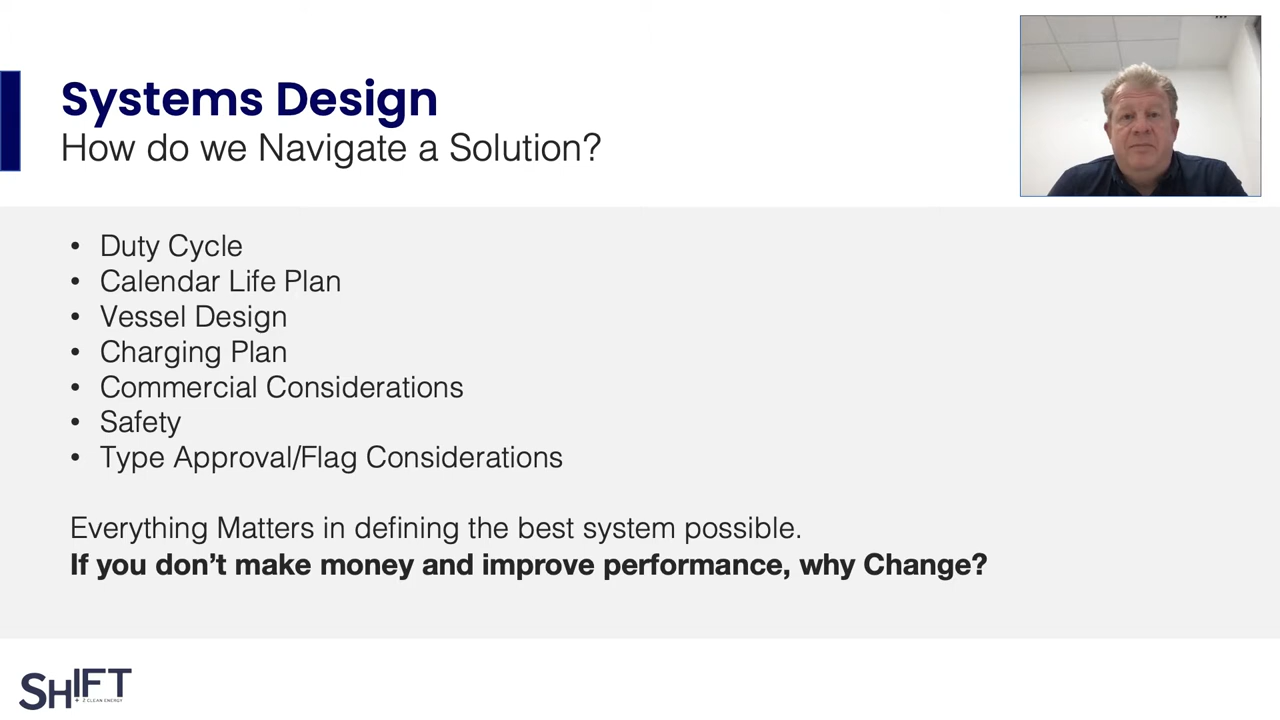 Systems Design
How do we Navigate a Solution?
• Duty Cycle
• Calendar Life Plan
• Vessel Design
• Charging Plan
• Commercial Considerations
• Safety
• Type Approval/Flag Considerations
Everything Matters in defining the best system possible.
If you don't make money and improve performance, why Change?
SHIFT
CLEAN ENERGY